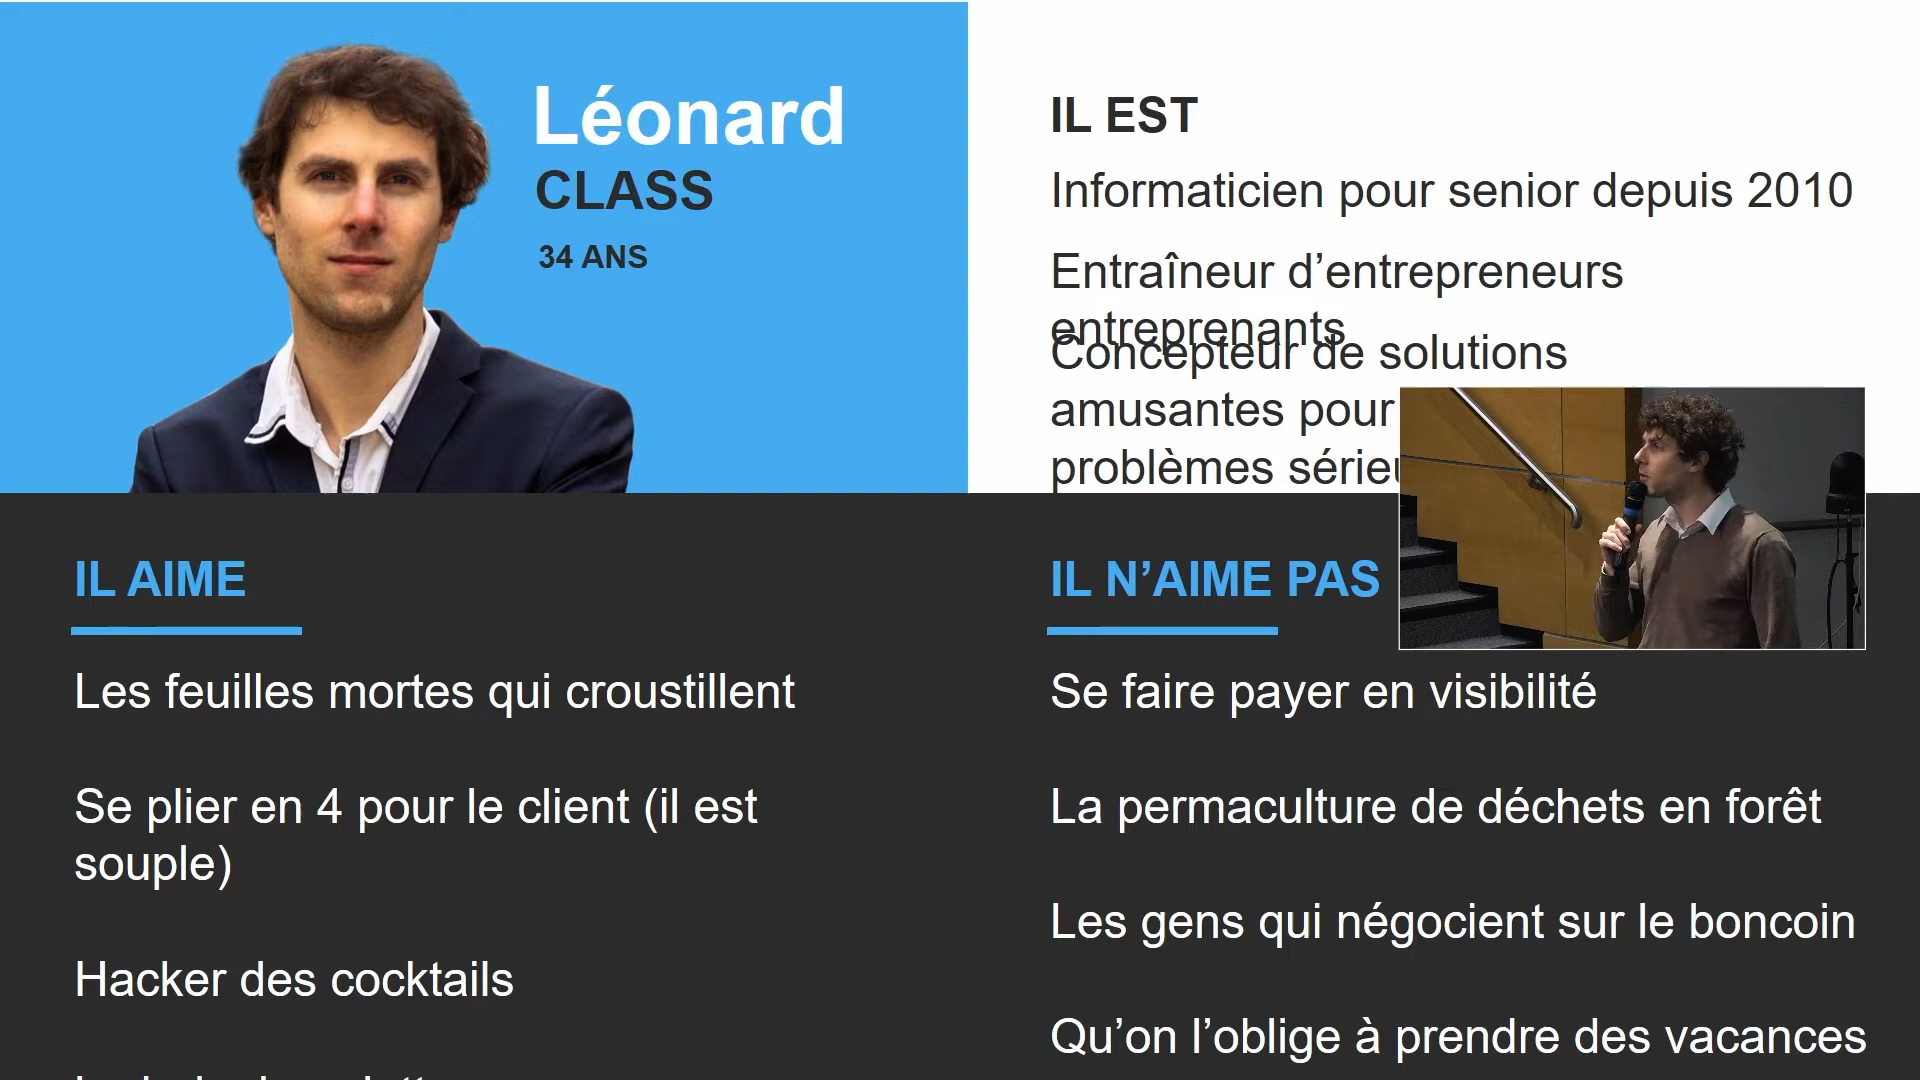 Léonard
CLASS
34 ANS
IL EST
Informaticien pour senior depuis 2010
Entraîneur d’entrepreneurs
entreprenants
Concepteur de solutions
amusantes pour
problèmes
IL AIME
Les feuilles mortes qui croustillent
Se plier en 4 pour le client (il est
souple)
Hacker des cocktails
IL N’AIME PAS
Se faire payer en visibilité
La permaculture de déchets en forêt
Les gens qui négocient sur le boncoin
Qu’on l’oblige à prendre des vacances